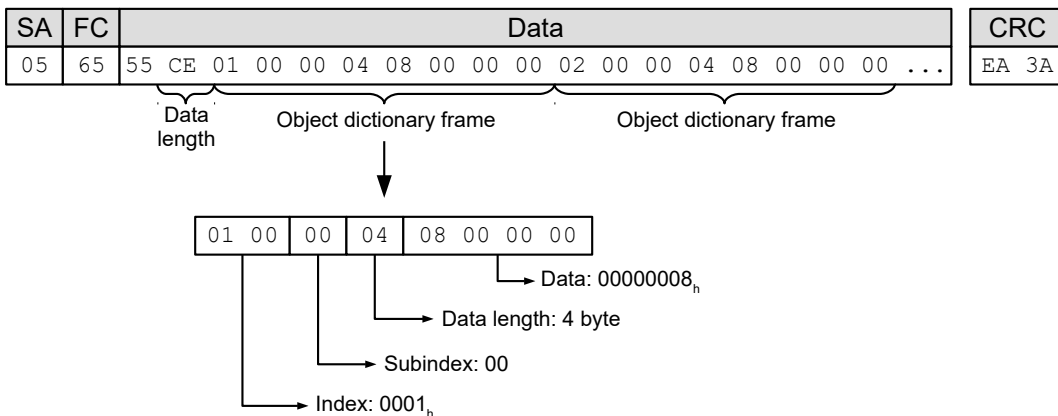 SA FC Data CRC
05 65 55 CE 01 00 00 04 08 00 00 00 02 00 00 04 08 00 00 00 ... EA 3A
Data length
Object dictionary frame
Object dictionary frame
01 00 00 04 08 00 00 00
Data: 00000008h
Data length: 4 byte
Subindex: 00
Index: 0001h